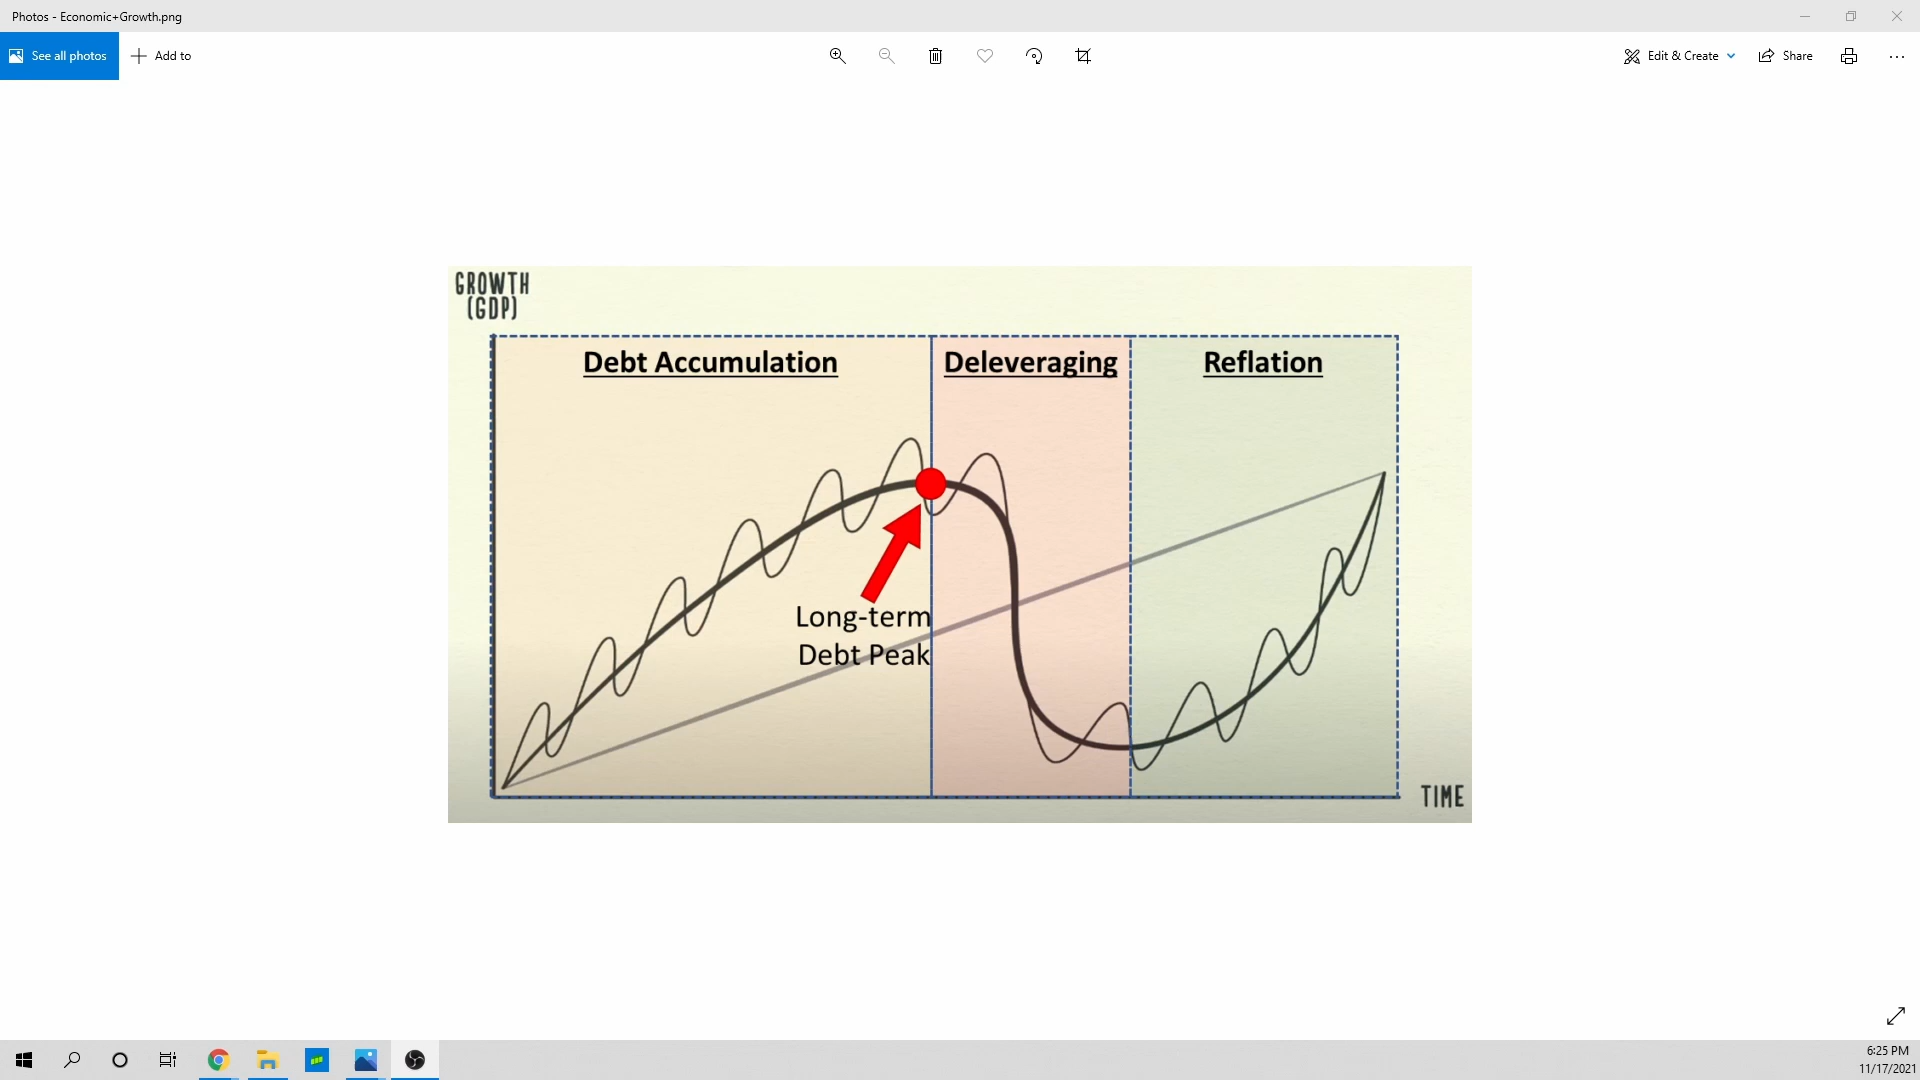 Photos - Economic+Growth.png
See all photos
Add to
Edit & Create
Share
GROWTH
(GDP)
Debt Accumulation
Deleveraging
Reflation
Long-term
Debt Peak
TIME
6:25 PM
11/17/2021